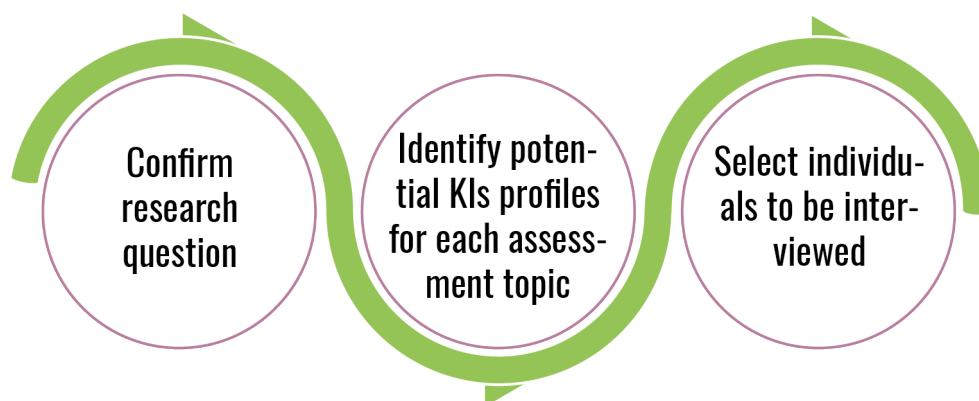 Confirm
research
question
Identify poten-
tial KIs profiles
for each assess-
ment topic
Select individu-
als to be inter-
viewed